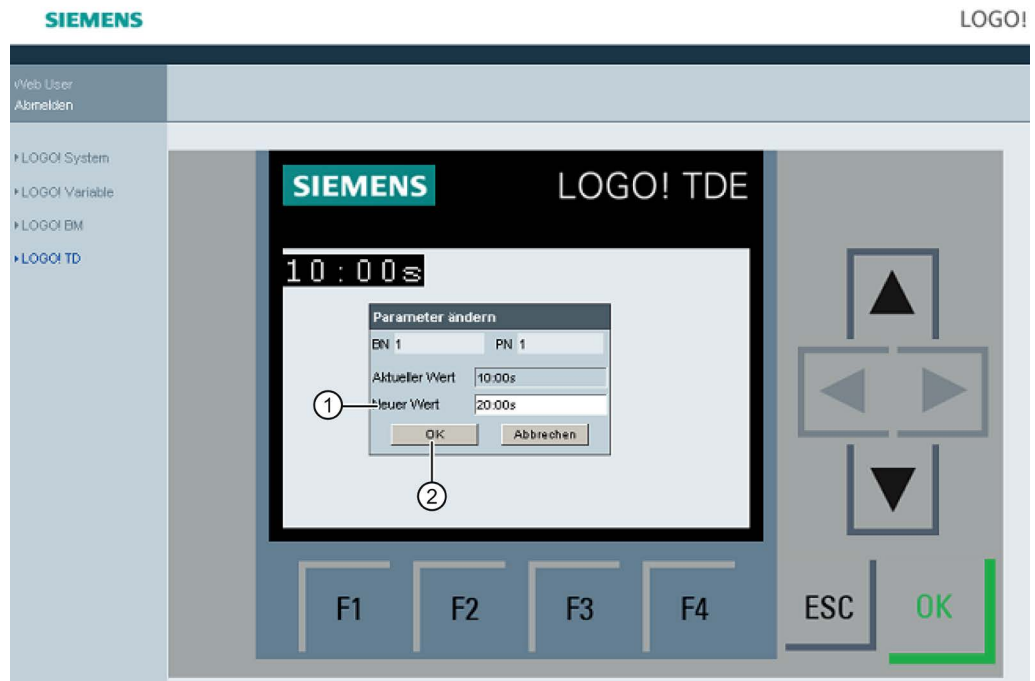 SIEMENS LOGO!
Web User
Abmelden
LOGO! System
LOGO! Variable
LOGO! BM
LOGO! TD
SIEMENS LOGO! TDE
10:00s
Parameter ändern
BN 1 PN 1
Aktueller Wert 10:00s
1 Neuer Wert 20:00s
OK Abbrechen
2
F1 F2 F3 F4 ESC OK